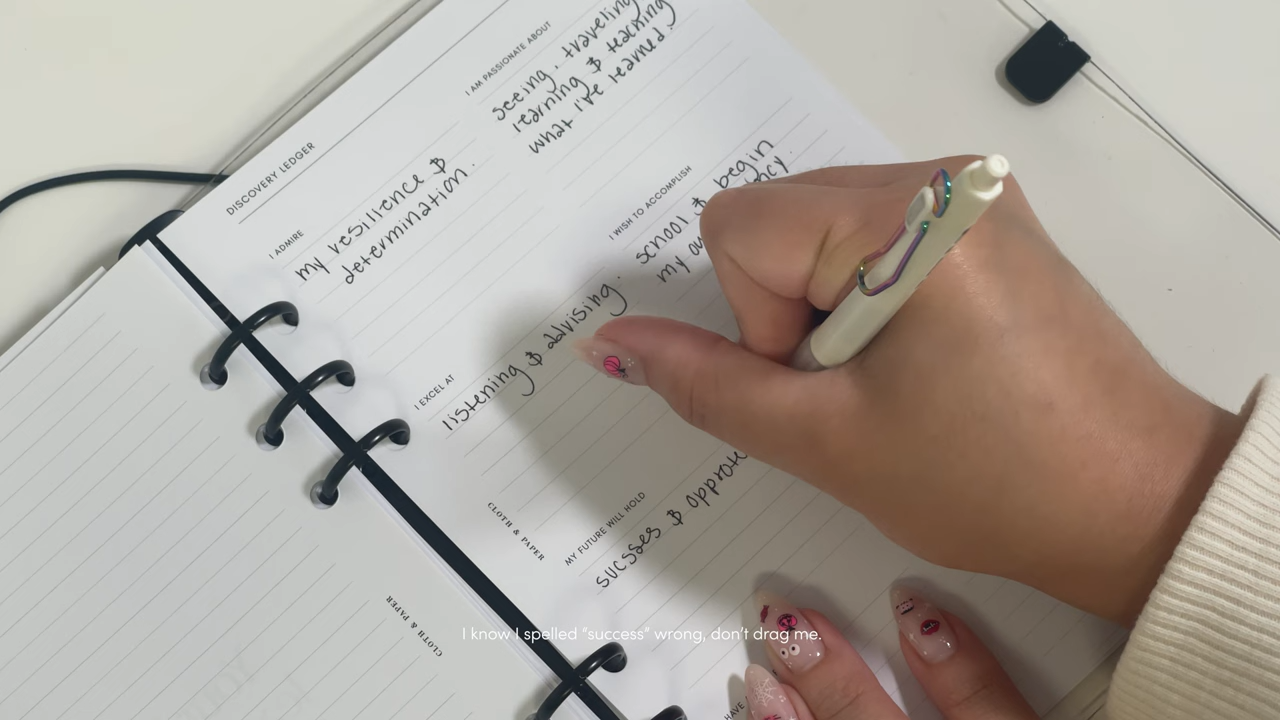 DISCOVERY LEDGER
I ADMIRE
my resilience &
determination.
I EXCEL AT
listening & advising.
CLOTH & PAPER
I AM PASSIONATE ABOUT
seeing, traveling
learning & teaching
what I've learned.
I WISH TO ACCOMPLISH
school & begin
my
MY FUTURE WILL HOLD
sucsses &
HAVE
CLOTH & PAPER
I know I spelled “success” wrong, don’t drag me.